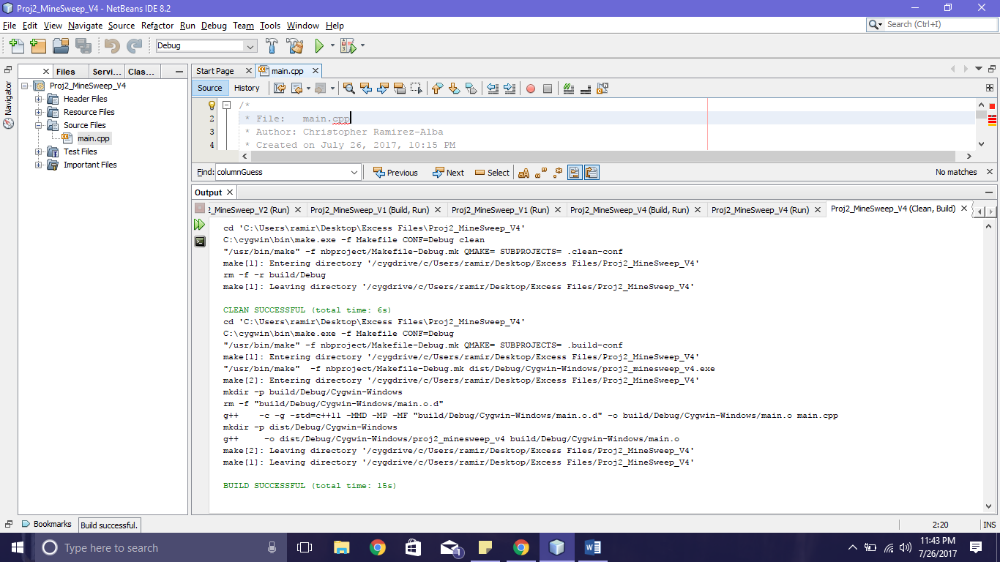 Proj2_MineSweep_V4 - NetBeans IDE 8.2
File Edit View Navigate Source Refactor Run Debug Team Tools Window Help
Search (Ctrl+I)
Debug
Files Servi... Clas...
Start Page main.cpp
Navigator
Proj2_MineSweep_V4
Header Files
Resource Files
Source Files
main.cpp
Test Files
Important Files
Source History
/*
2 * File: main.cpp
3 * Author: Christopher Ramirez-Alba
4 * Created on July 26, 2017, 10:15 PM
Find: columnGuess Previous Next Select No matches
Output
2_MineSweep_V2 (Run) Proj2_MineSweep_V1 (Build, Run) Proj2_MineSweep_V1 (Run) Proj2_MineSweep_V4 (Build, Run) Proj2_MineSweep_V4 (Run) Proj2_MineSweep_V4 (Clean, Build)
cd 'C:\Users\ramir\Desktop\Excess Files\Proj2_MineSweep_V4'
C:\cygwin\bin\make.exe -f Makefile CONF=Debug clean
"/usr/bin/make" -f nbproject/Makefile-Debug.mk QMAKE= SUBPROJECTS= .clean-conf
make[1]: Entering directory '/cygdrive/c/Users/ramir/Desktop/Excess Files/Proj2_MineSweep_V4'
rm -f -r build/Debug
make[1]: Leaving directory '/cygdrive/c/Users/ramir/Desktop/Excess Files/Proj2_MineSweep_V4'
CLEAN SUCCESSFUL (total time: 6s)
cd 'C:\Users\ramir\Desktop\Excess Files\Proj2_MineSweep_V4'
C:\cygwin\bin\make.exe -f Makefile CONF=Debug
"/usr/bin/make" -f nbproject/Makefile-Debug.mk QMAKE= SUBPROJECTS= .build-conf
make[1]: Entering directory '/cygdrive/c/Users/ramir/Desktop/Excess Files/Proj2_MineSweep_V4'
"/usr/bin/make"  -f nbproject/Makefile-Debug.mk dist/Debug/Cygwin-Windows/proj2_minesweep_v4.exe
make[2]: Entering directory '/cygdrive/c/Users/ramir/Desktop/Excess Files/Proj2_MineSweep_V4'
mkdir -p build/Debug/Cygwin-Windows
rm -f "build/Debug/Cygwin-Windows/main.o.d"
g++    -c -g -std=c++11 -MMD -MP -MF "build/Debug/Cygwin-Windows/main.o.d" -o build/Debug/Cygwin-Windows/main.o main.cpp
mkdir -p dist/Debug/Cygwin-Windows
g++     -o dist/Debug/Cygwin-Windows/proj2_minesweep_v4 build/Debug/Cygwin-Windows/main.o
make[2]: Leaving directory '/cygdrive/c/Users/ramir/Desktop/Excess Files/Proj2_MineSweep_V4'
make[1]: Leaving directory '/cygdrive/c/Users/ramir/Desktop/Excess Files/Proj2_MineSweep_V4'
BUILD SUCCESSFUL (total time: 15s)
Bookmarks Build successful. 2:20 INS
Type here to search
1
11:43 PM
7/26/2017